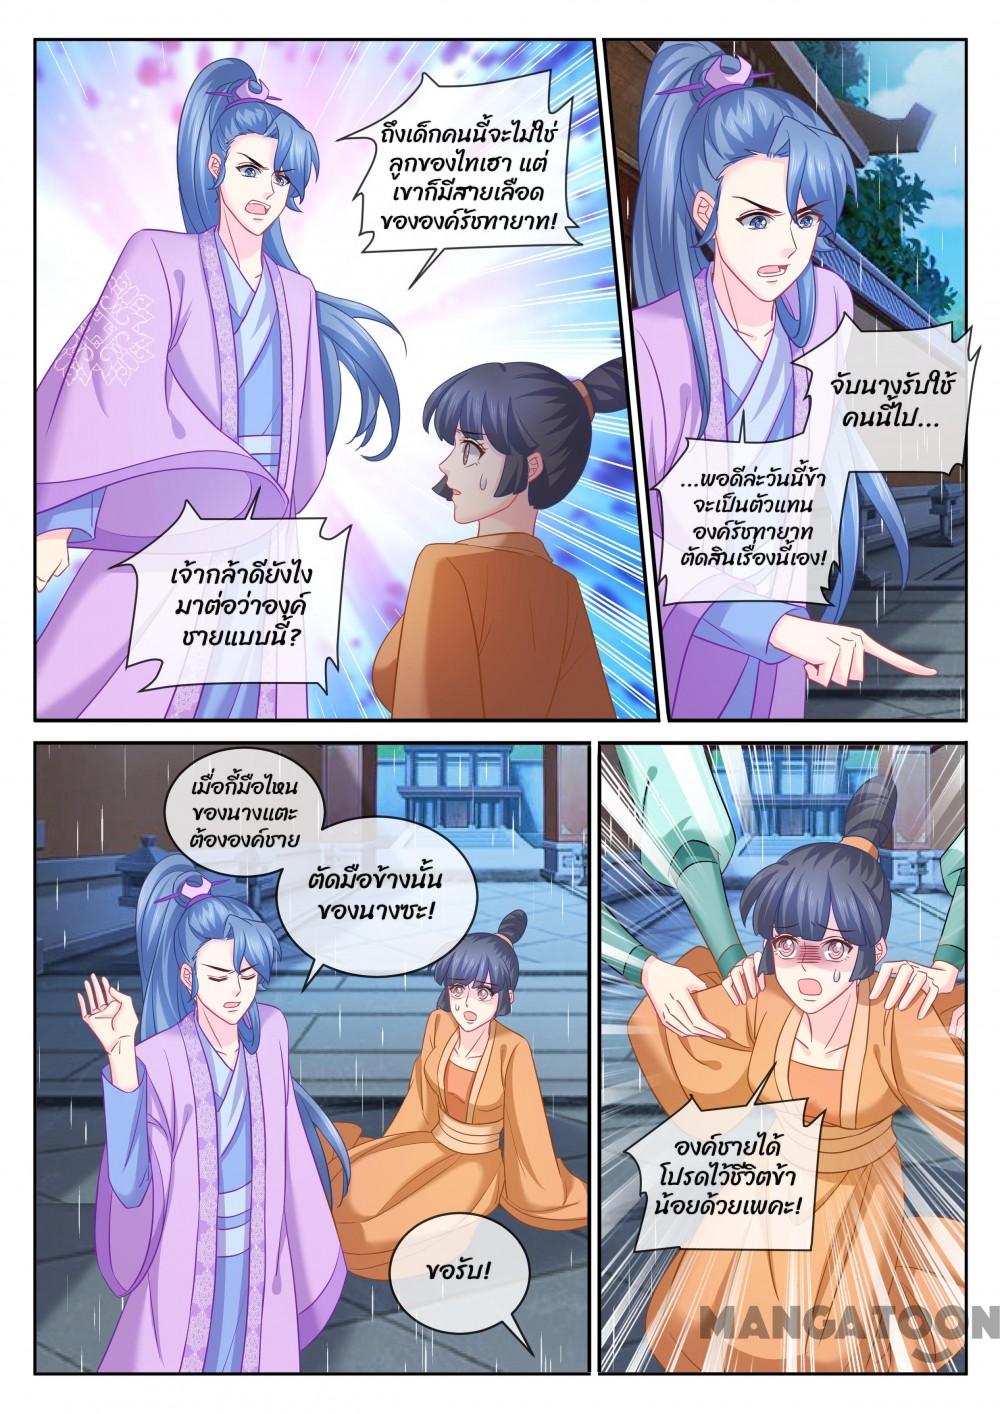 ถึงเด็กคนนี้จะไม่ใช่
ลูกของไทเฮา แต่
เขาก็มีสายเลือด
ขององค์รัชทายาท!
เจ้ากล้าดียังไง
มาต่อว่าองค์
ชายแบบนี้?
จับนางรับใช้
คนนี้ไป...
...พอดีล่ะวันนี้ข้า
จะเป็นตัวแทน
องค์รัชทายาท
ตัดสินเรื่องนี้เอง!
เมื่อกี้มือไหน
ของนางแตะ
ต้ององค์ชาย
ตัดมือข้างนั้น
ของนางซะ!
ขอรับ!
องค์ชายได้
โปรดไว้ชีวิตข้า
น้อยด้วยเพคะ!
MANGATOON